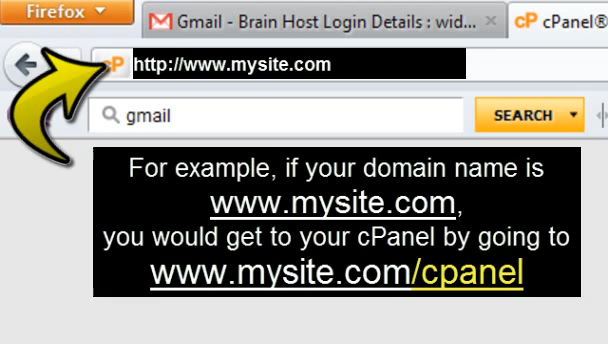 Firefox
Gmail - Brain Host Login Details : wid...
cP cPanel®
cP http://www.mysite.com
gmail
SEARCH
For example, if your domain name is
www.mysite.com,
you would get to your cPanel by going to
www.mysite.com/cpanel